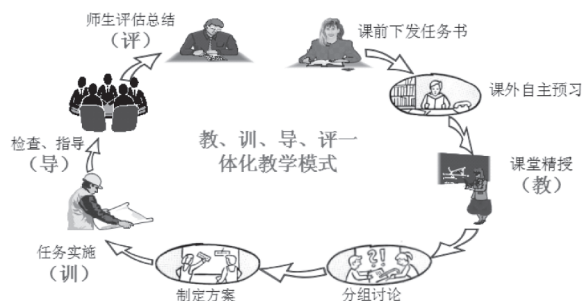 师生评估总结
（评）
课前下发任务书
课外自主预习
检查、指导
（导）
教、训、导、评一
体化教学模式
课堂精授
（教）
任务实施
（训）
制定方案
分组讨论
?!